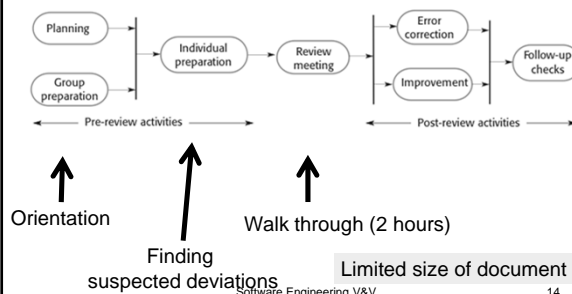 Planning
Group
preparation
Individual
preparation
Review
meeting
Error
correction
Improvement
Follow-up
checks
Pre-review activities
Post-review activities
Orientation
Walk through (2 hours)
Finding
suspected deviations
Limited size of document
Software Engineering V&V
14